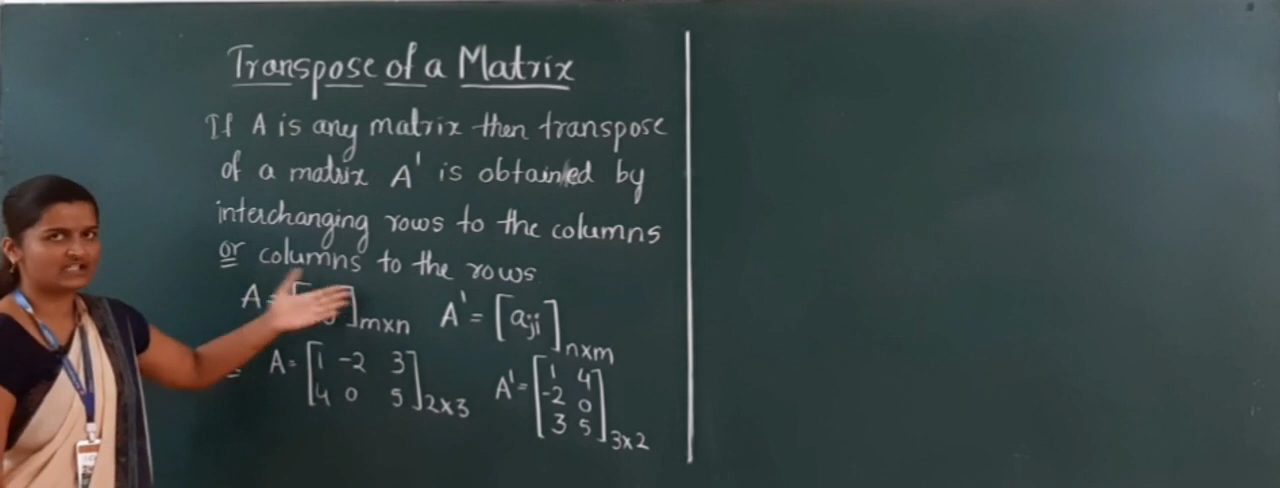 Transpose of a Matrix
If A is any matrix then transpose
of a matrix A' is obtained by
interchanging rows to the columns
or columns to the rows
A = [ ]m×n A' = [aji]n×m
A = [1 -2 3
4 0 5]2×3
A' = [1 4
-2 0
3 5]3×2